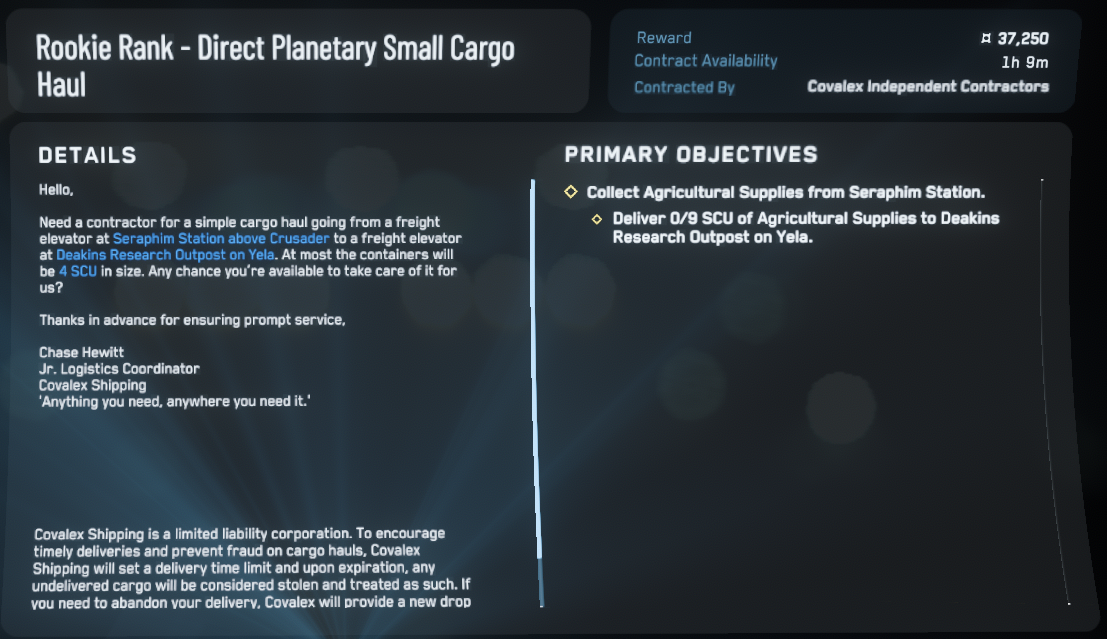 Rookie Rank - Direct Planetary Small Cargo
Haul
Reward
¤ 37,250
Contract Availability
1h 9m
Contracted By
Covalex Independent Contractors
DETAILS
Hello,
Need a contractor for a simple cargo haul going from a freight
elevator at Seraphim Station above Crusader to a freight elevator
at Deakins Research Outpost on Yela. At most the containers will
be 4 SCU in size. Any chance you're available to take care of it for
us?
Thanks in advance for ensuring prompt service,
Chase Hewitt
Jr. Logistics Coordinator
Covalex Shipping
'Anything you need, anywhere you need it.'
Covalex Shipping is a limited liability corporation. To encourage
timely deliveries and prevent fraud on cargo hauls, Covalex
Shipping will set a delivery time limit and upon expiration, any
undelivered cargo will be considered stolen and treated as such. If
you need to abandon your delivery, Covalex will provide a new drop
PRIMARY OBJECTIVES
Collect Agricultural Supplies from Seraphim Station.
Deliver 0/9 SCU of Agricultural Supplies to Deakins
Research Outpost on Yela.